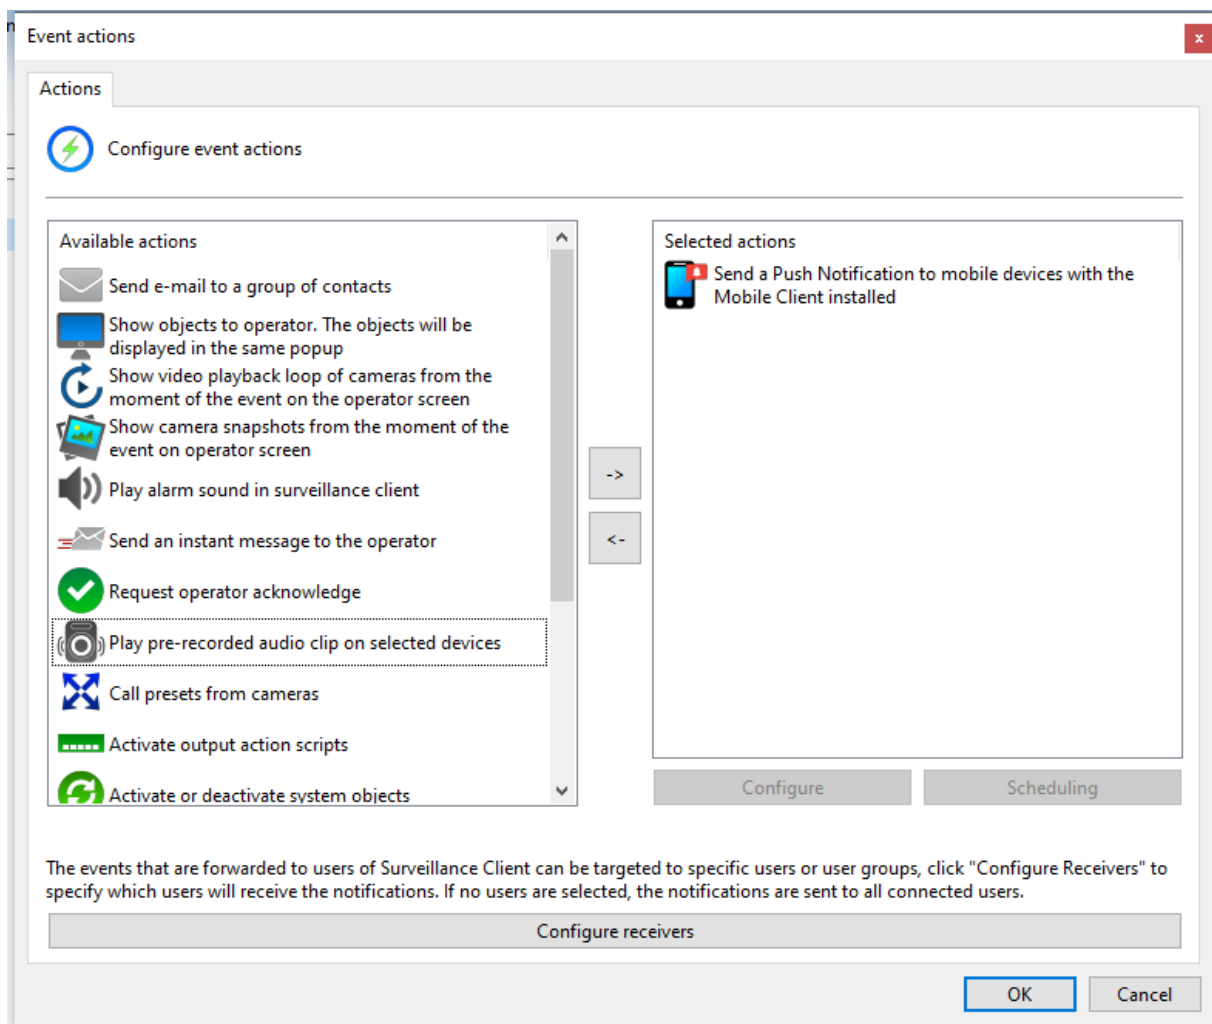 Event actions
x
Actions
Configure event actions
Available actions
Send e-mail to a group of contacts
Show objects to operator. The objects will be
displayed in the same popup
Show video playback loop of cameras from the
moment of the event on the operator screen
Show camera snapshots from the moment of the
event on operator screen
Play alarm sound in surveillance client
Send an instant message to the operator
Request operator acknowledge
Play pre-recorded audio clip on selected devices
Call presets from cameras
Activate output action scripts
Activate or deactivate system objects
->
<-
Selected actions
Send a Push Notification to mobile devices with the
Mobile Client installed
Configure
Scheduling
The events that are forwarded to users of Surveillance Client can be targeted to specific users or user groups, click "Configure Receivers" to
specify which users will receive the notifications. If no users are selected, the notifications are sent to all connected users.
Configure receivers
OK
Cancel